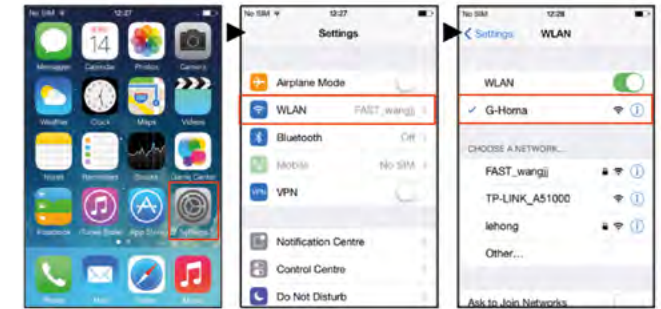 No SIM 12:27
14
Messages Calendar Photos Camera
Weather Clock Maps Videos
Notes Reminders Stocks Game Center
iTunes Store App Store Settings
Mail Music
No SIM 12:27
Settings
Airplane Mode
WLAN FAST_wangjj
Bluetooth Off
Mobile No SIM
VPN VPN
Notification Centre
Control Centre
Do Not Disturb
No SIM 12:28
Settings WLAN
WLAN
G-Homa
CHOOSE A NETWORK...
FAST_wangjj
TP-LINK_A51000
lehong
Other...
Ask to Join Networks